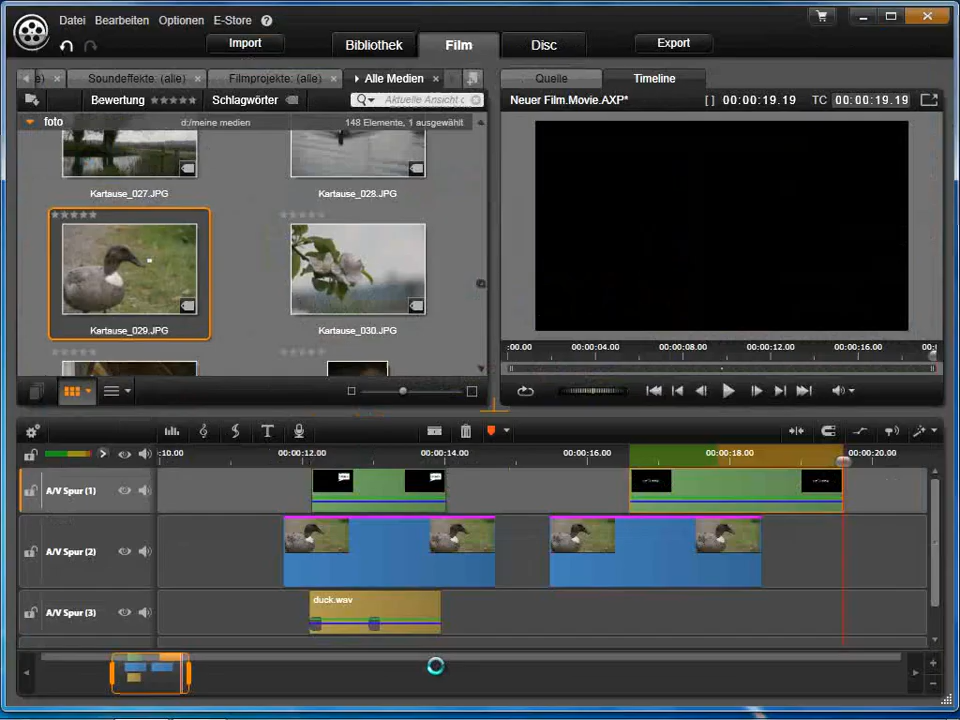 Datei Bearbeiten Optionen E-Store ?
Import Bibliothek Film Disc Export
e) × Soundeffekte: (alle) × Filmprojekte: (alle) × Alle Medien ×
Quelle Timeline
Bewertung Schlagwörter Aktuelle Ansicht
Neuer Film.Movie.AXP* [ ] 00:00:19.19 TC 00:00:19.19
foto d:/meine medien 148 Elemente, 1 ausgewählt
Kartause_027.JPG Kartause_028.JPG
Kartause_029.JPG Kartause_030.JPG
:00.00 00:00:04.00 00:00:08.00 00:00:12.00 00:00:16.00 00:
:10.00 00:00:12.00 00:00:14.00 00:00:16.00 00:00:18.00 00:00:20.00
A/V Spur (1)
A/V Spur (2)
A/V Spur (3)
duck.wav